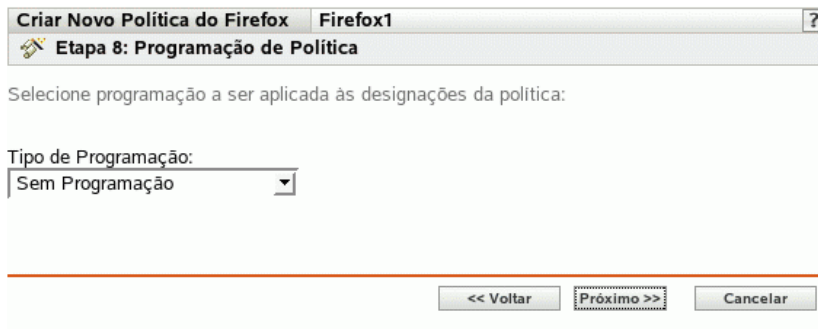 Criar Novo Política do Firefox Firefox1 ?
Etapa 8: Programação de Política
Selecione programação a ser aplicada às designações da política:
Tipo de Programação:
Sem Programação
<< Voltar Próximo >> Cancelar